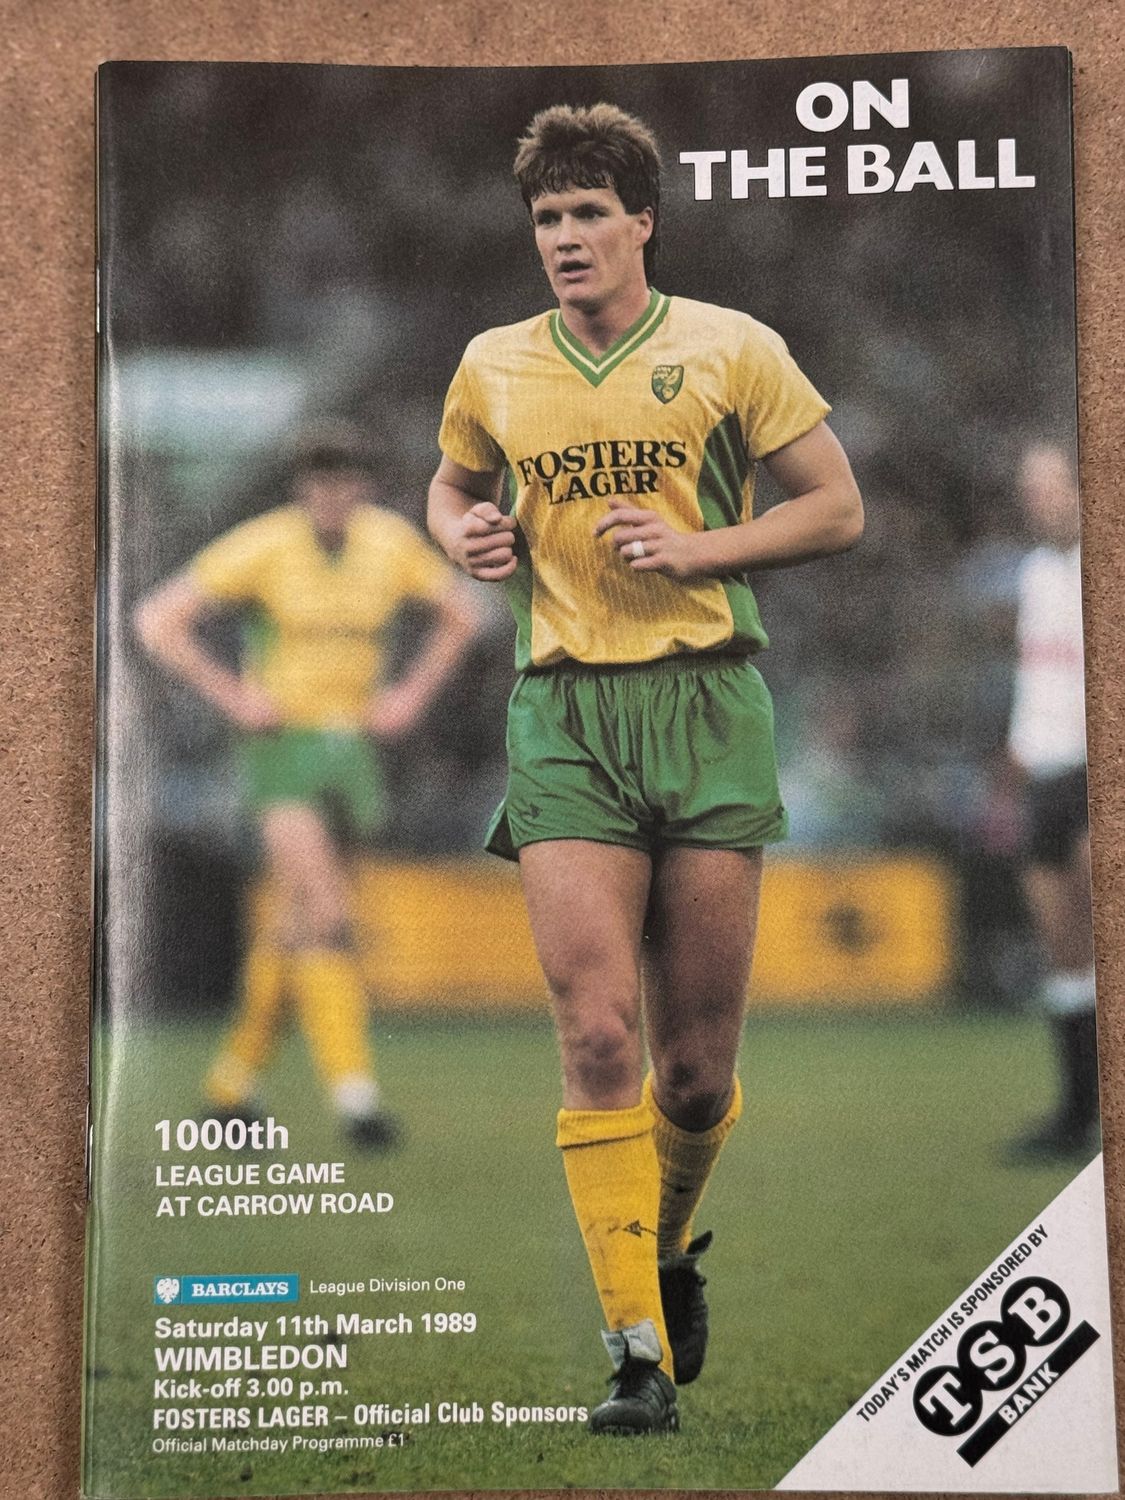 ON
THE BALL
FOSTER'S
LAGER
1000th
LEAGUE GAME
AT CARROW ROAD
BARCLAYS League Division One
Saturday 11th March 1989
WIMBLEDON
Kick-off 3.00 p.m.
FOSTERS LAGER – Official Club Sponsors
Official Matchday Programme £1
TODAY'S MATCH IS SPONSORED BY
TSB
BANK